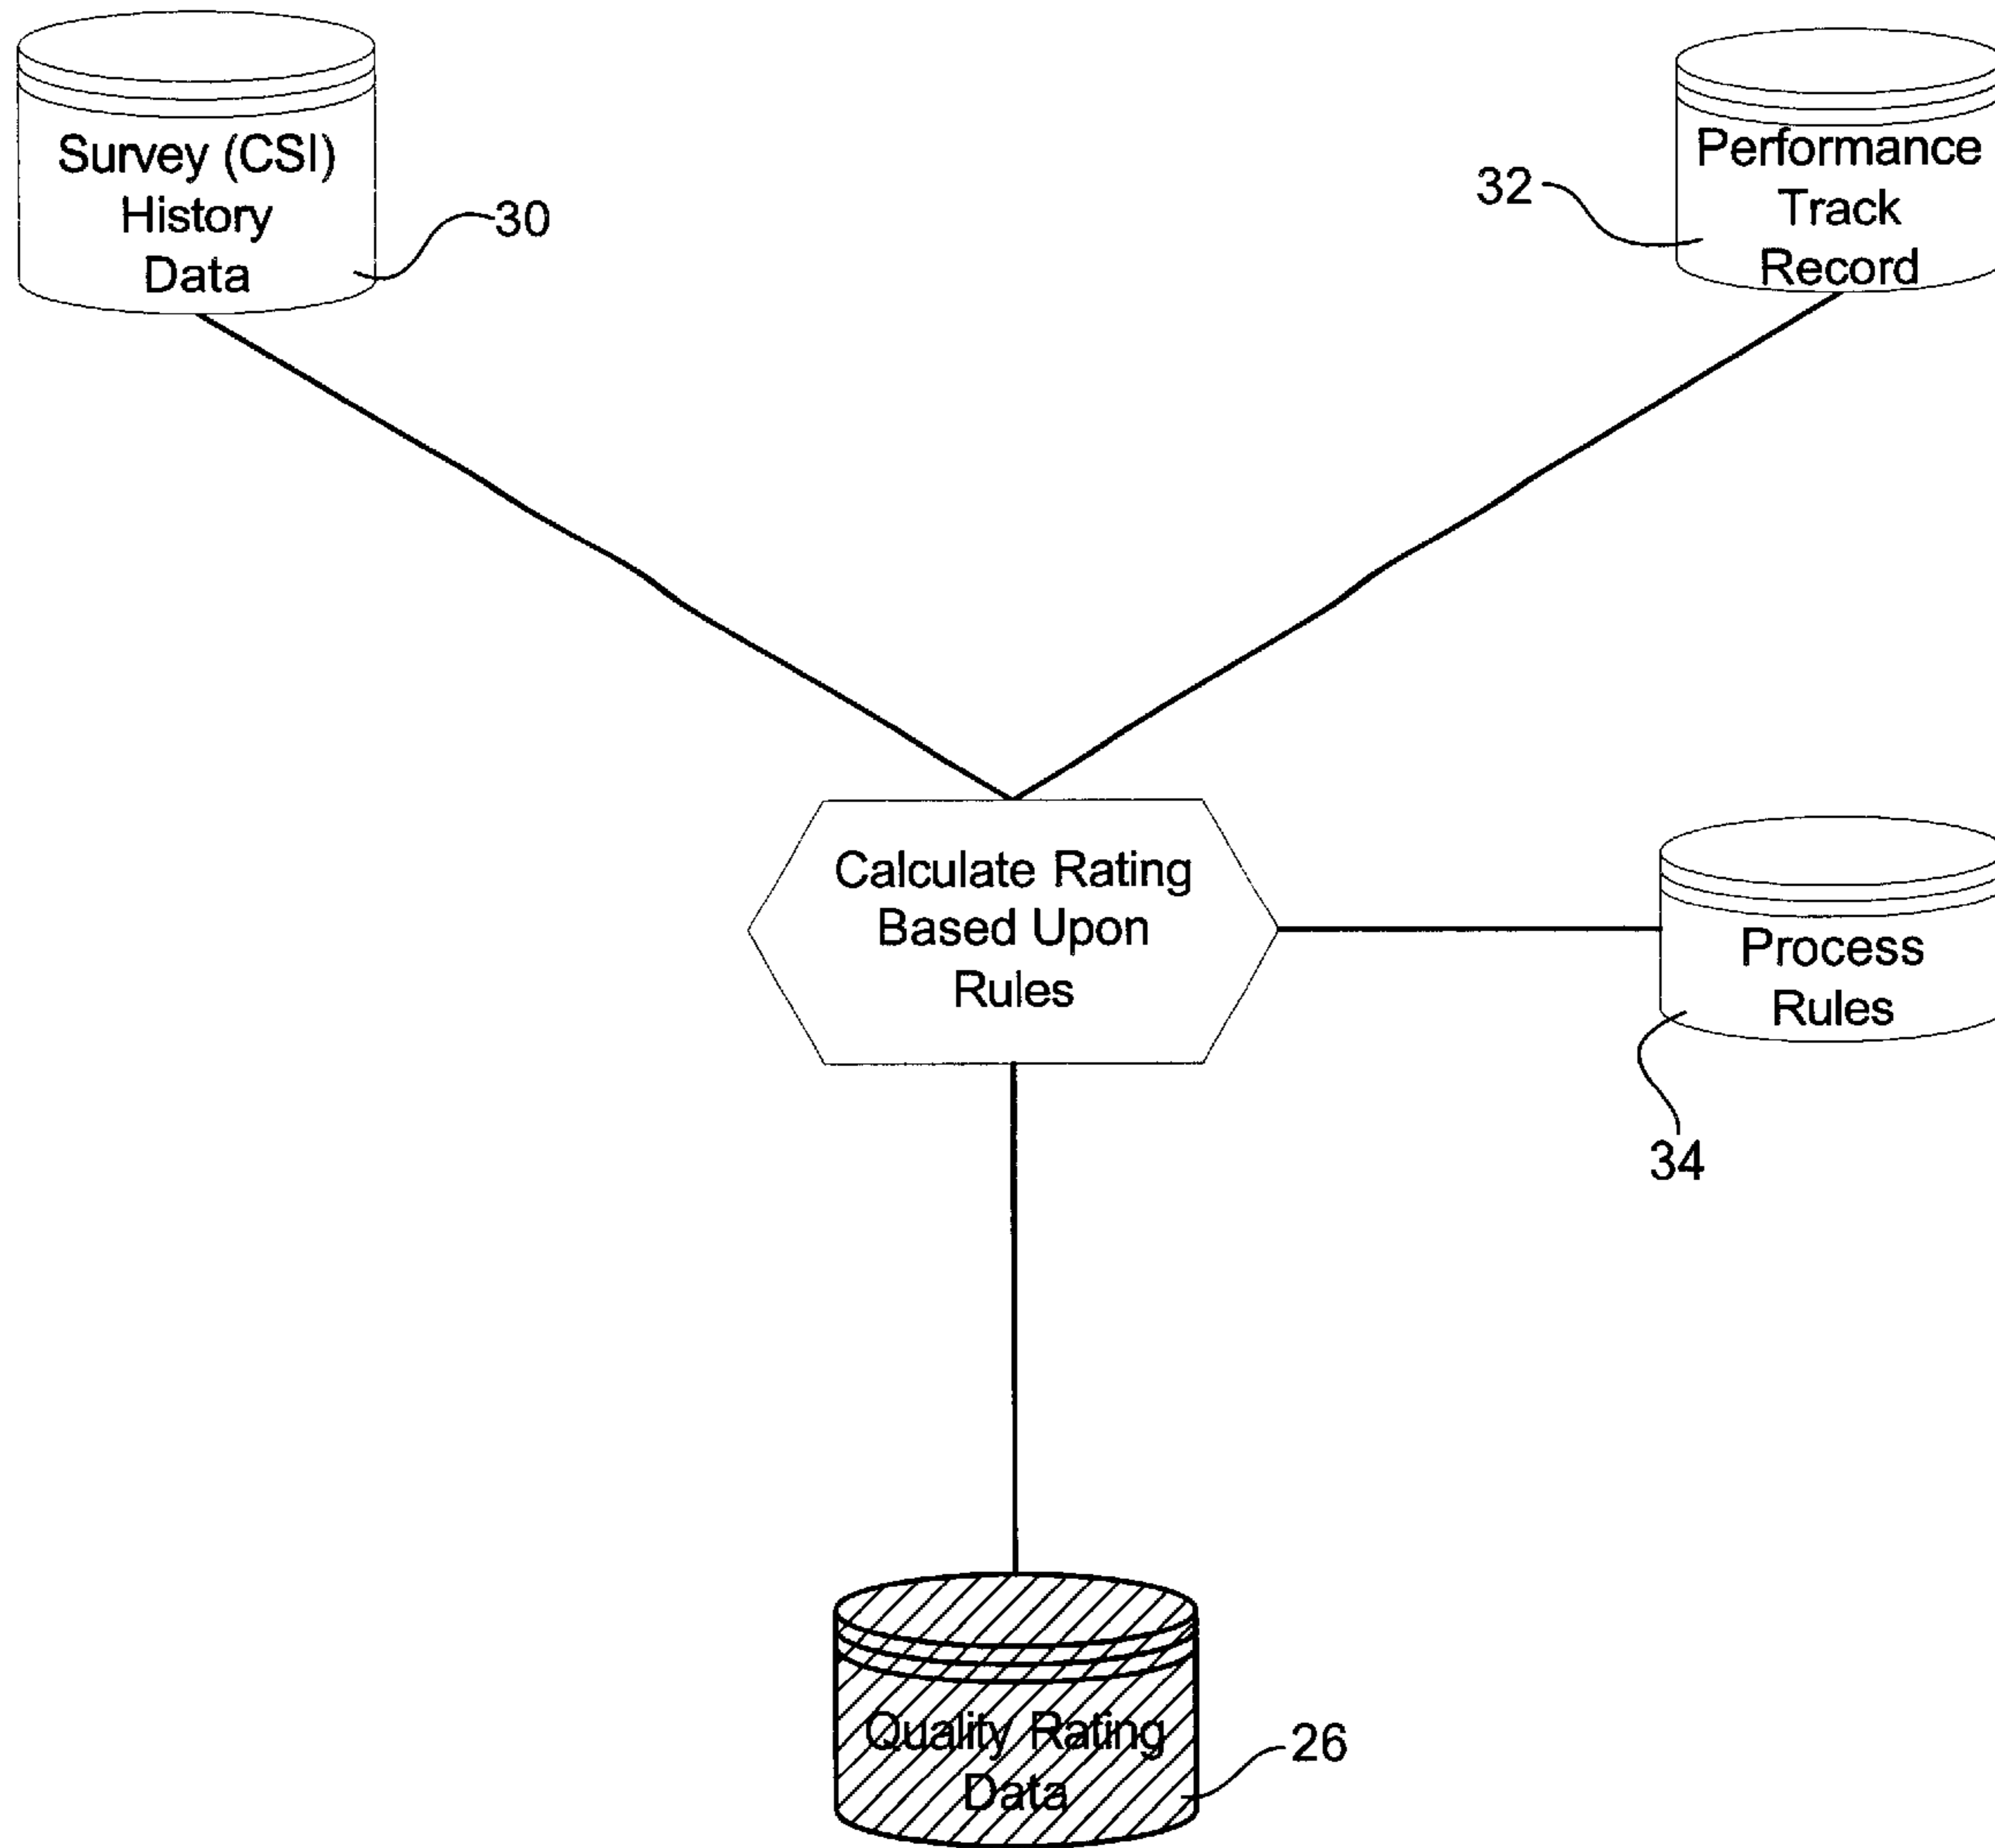 Survey (CSI)
History
Data
30
Performance
Track
Record
32
Calculate Rating
Based Upon
Rules
Process
Rules
34
Quality Rating
Data
26